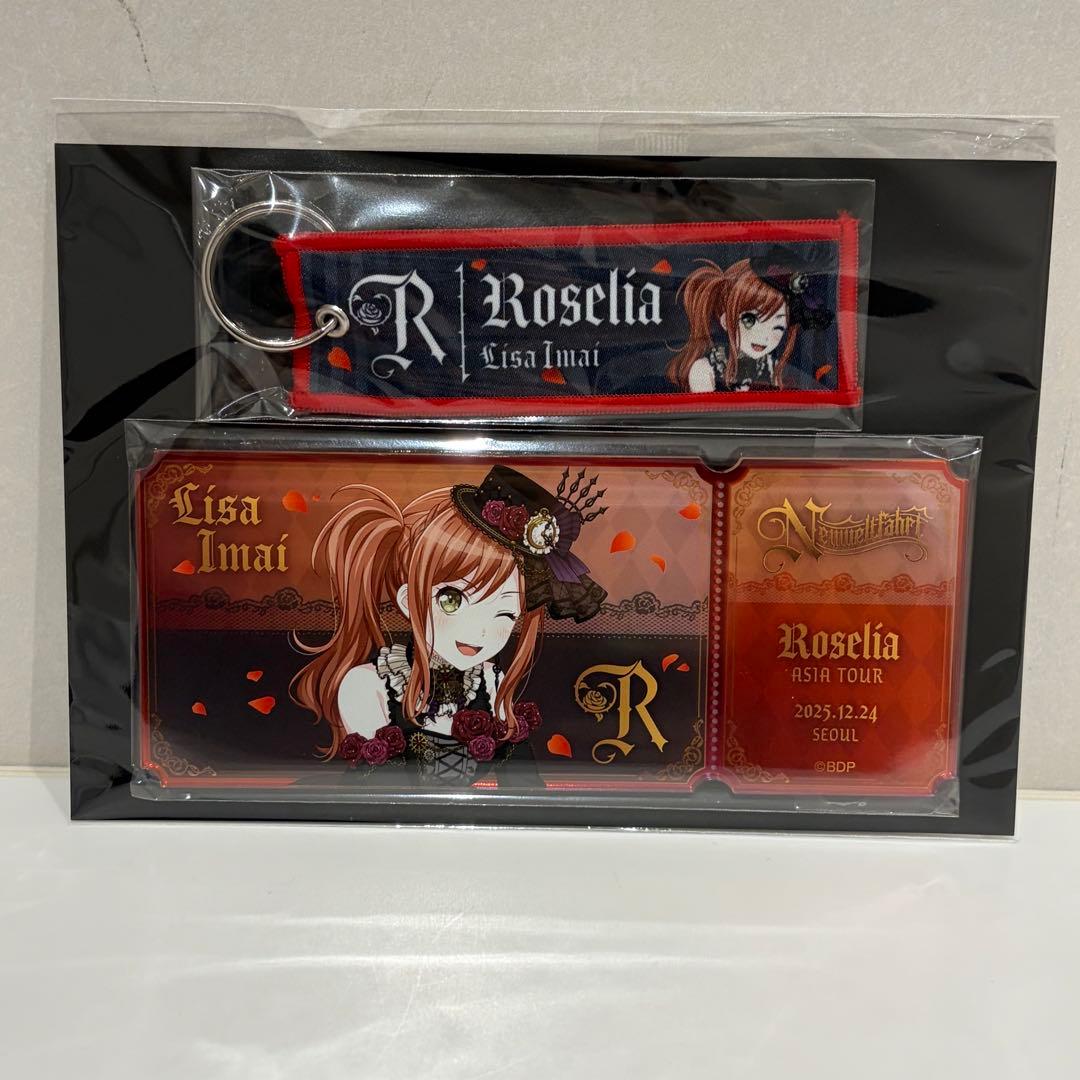 R
Roselia
Lisa Imai
Lisa
Imai
R
Neuweltfahrt
Roselia
ASIA TOUR
2025.12.24
SEOUL
©BDP